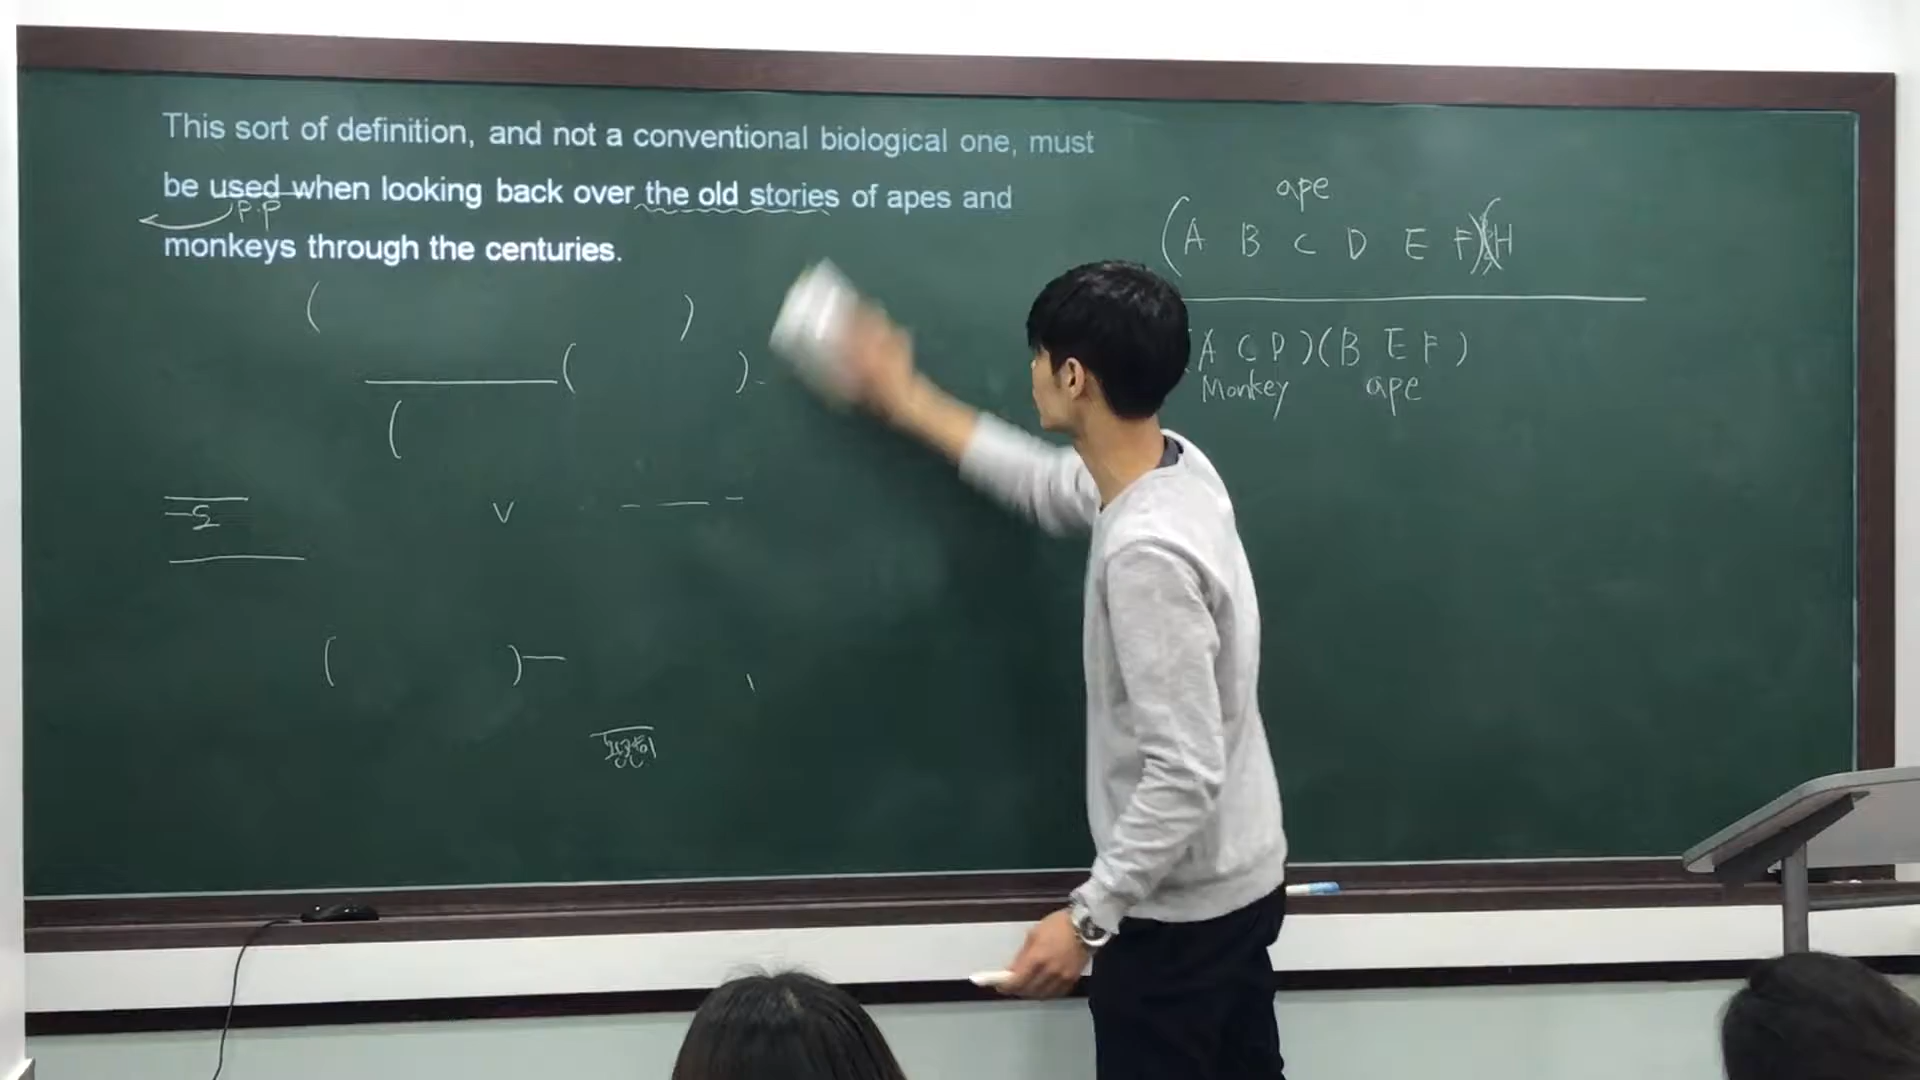 This sort of definition, and not a conventional biological one, must
be used when looking back over the old stories of apes and
P.P
monkeys through the centuries.
ape
(A B C D E F)(H
(A C D)(B E F)
Monkey ape
S
V